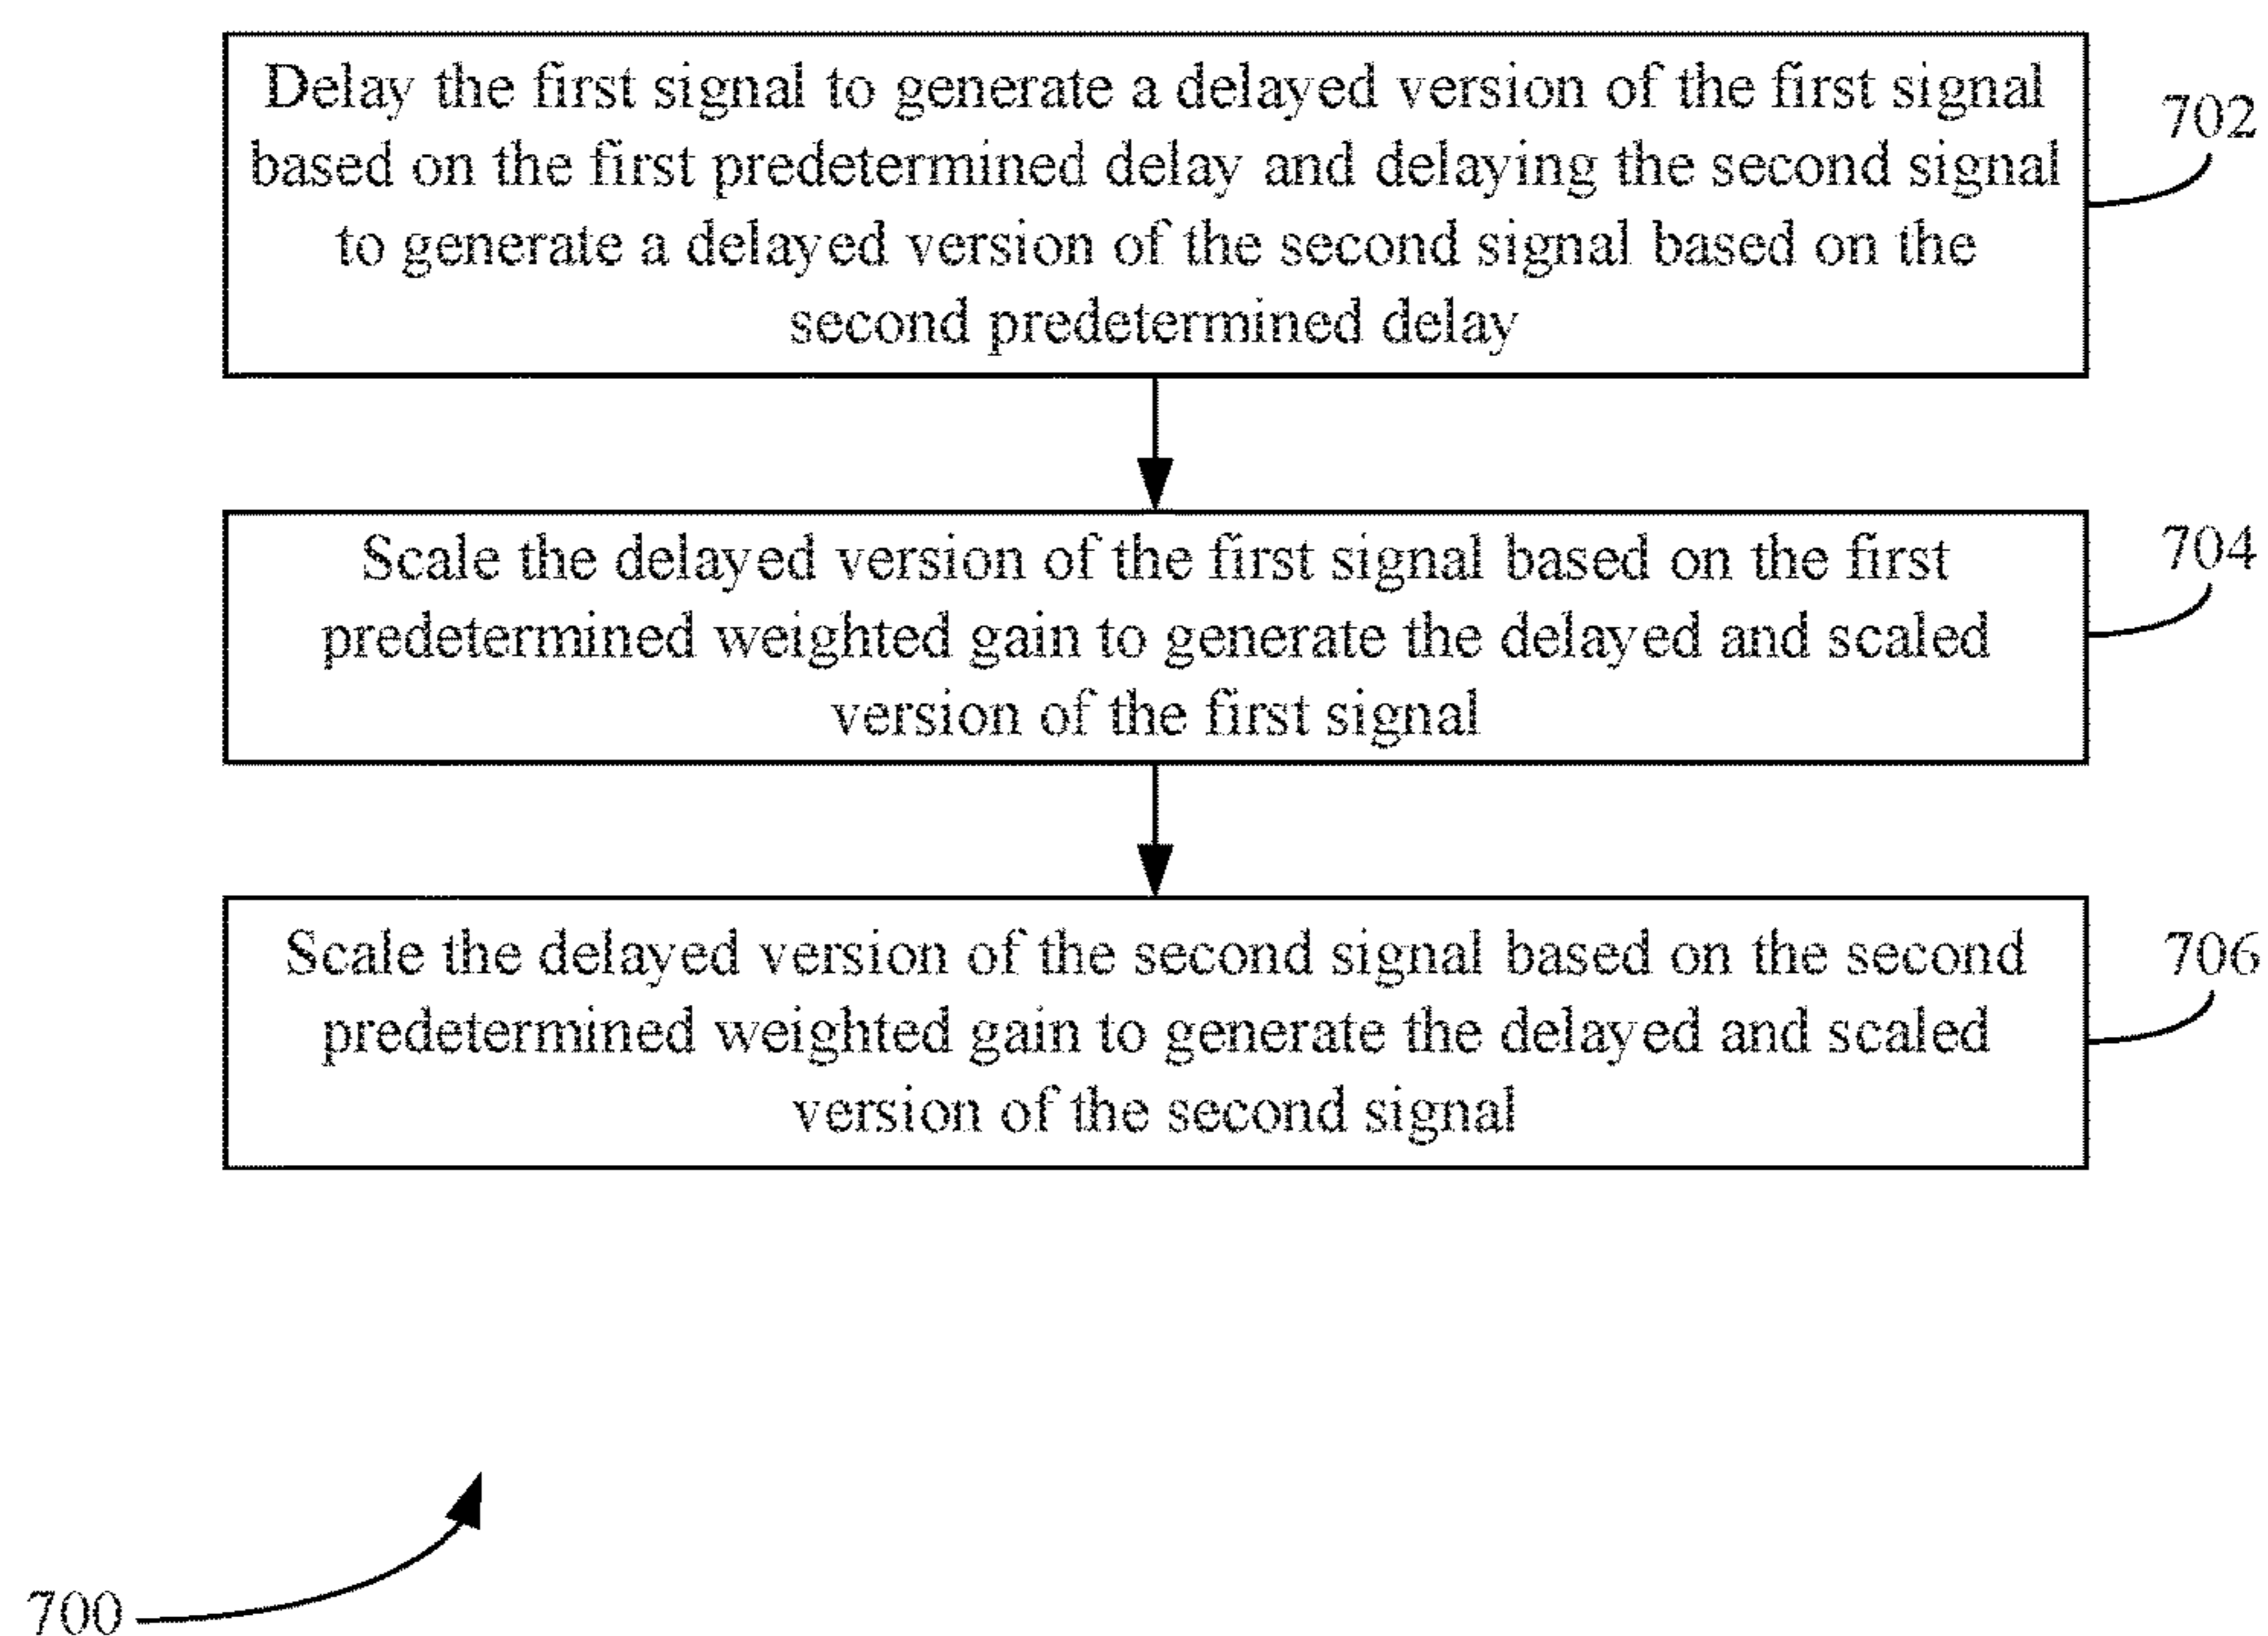 Delay the first signal to generate a delayed version of the first signal
based on the first predetermined delay and delaying the second signal
to generate a delayed version of the second signal based on the
second predetermined delay
702
Scale the delayed version of the first signal based on the first
predetermined weighted gain to generate the delayed and scaled
version of the first signal
704
Scale the delayed version of the second signal based on the second
predetermined weighted gain to generate the delayed and scaled
version of the second signal
706
700